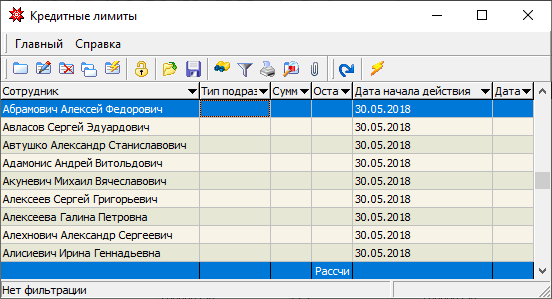 Кредитные лимиты
Главный Справка
Сотрудник Тип подраз Сумм Оста Дата начала действия Дата
Абрамович Алексей Федорович 30.05.2018
Авласов Сергей Эдуардович 30.05.2018
Автушко Александр Станиславович 30.05.2018
Адамонис Андрей Витольдович 30.05.2018
Акуневич Михаил Вячеславович 30.05.2018
Алексеев Сергей Григорьевич 30.05.2018
Алексеева Галина Петровна 30.05.2018
Алехнович Александр Сергеевич 30.05.2018
Алисиевич Ирина Геннадьевна 30.05.2018
Рассчи
Нет фильтрации